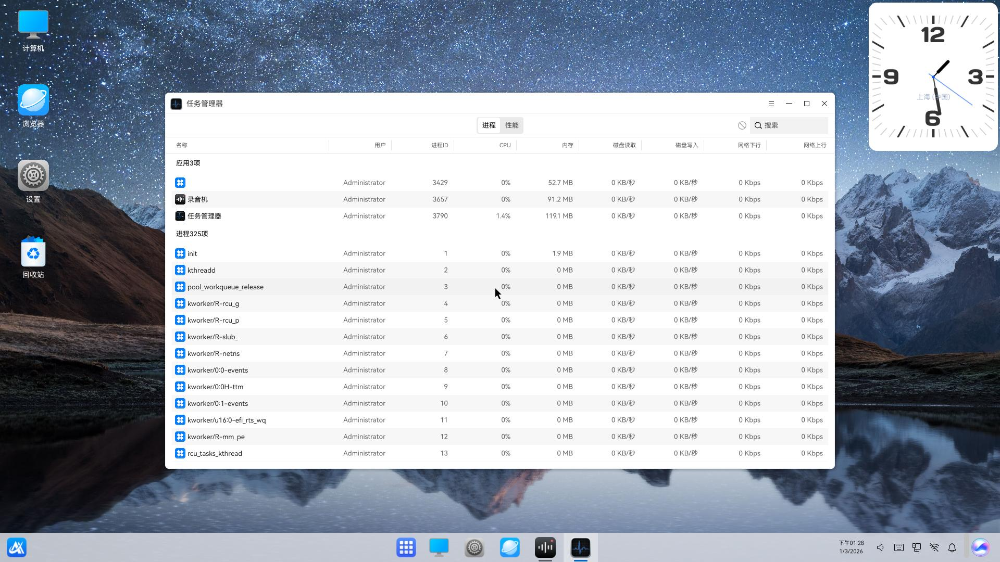 计算机
浏览器
设置
回收站
12
9
3
6
上海 (中国)
任务管理器
进程 性能
搜索
名称 用户 进程ID CPU 内存 磁盘读取 磁盘写入 网络下行 网络上行
应用3项
Administrator 3429 0% 52.7 MB 0 KB/秒 0 KB/秒 0 Kbps 0 Kbps
录音机 Administrator 3657 0% 91.2 MB 0 KB/秒 0 KB/秒 0 Kbps 0 Kbps
任务管理器 Administrator 3790 1.4% 119.1 MB 0 KB/秒 0 KB/秒 0 Kbps 0 Kbps
进程325项
init Administrator 1 0% 1.9 MB 0 KB/秒 0 KB/秒 0 Kbps 0 Kbps
kthreadd Administrator 2 0% 0 MB 0 KB/秒 0 KB/秒 0 Kbps 0 Kbps
pool_workqueue_release Administrator 3 0% 0 MB 0 KB/秒 0 KB/秒 0 Kbps 0 Kbps
kworker/R-rcu_g Administrator 4 0% 0 MB 0 KB/秒 0 KB/秒 0 Kbps 0 Kbps
kworker/R-rcu_p Administrator 5 0% 0 MB 0 KB/秒 0 KB/秒 0 Kbps 0 Kbps
kworker/R-slub_ Administrator 6 0% 0 MB 0 KB/秒 0 KB/秒 0 Kbps 0 Kbps
kworker/R-netns Administrator 7 0% 0 MB 0 KB/秒 0 KB/秒 0 Kbps 0 Kbps
kworker/0:0-events Administrator 8 0% 0 MB 0 KB/秒 0 KB/秒 0 Kbps 0 Kbps
kworker/0:0H-ttm Administrator 9 0% 0 MB 0 KB/秒 0 KB/秒 0 Kbps 0 Kbps
kworker/0:1-events Administrator 10 0% 0 MB 0 KB/秒 0 KB/秒 0 Kbps 0 Kbps
kworker/u16:0-efi_rts_wq Administrator 11 0% 0 MB 0 KB/秒 0 KB/秒 0 Kbps 0 Kbps
kworker/R-mm_pe Administrator 12 0% 0 MB 0 KB/秒 0 KB/秒 0 Kbps 0 Kbps
rcu_tasks_kthread Administrator 13 0% 0 MB 0 KB/秒 0 KB/秒 0 Kbps 0 Kbps
下午01:28
1/3/2026